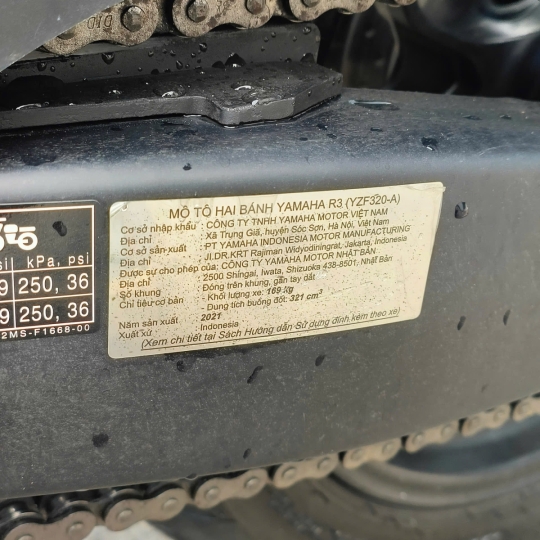 MÔ TÔ HAI BÁNH YAMAHA R3 (YZF320-A)
Cơ sở nhập khẩu : CÔNG TY TNHH YAMAHA MOTOR VIỆT NAM
Địa chỉ : Xã Trung Giã, huyện Sóc Sơn, Hà Nội, Việt Nam
Cơ sở sản xuất : PT YAMAHA INDONESIA MOTOR MANUFACTURING
Địa chỉ : Jl.DR.KRT Rajiman Widyodiningrat, Jakarta, Indonesia
Được sự cho phép của: CÔNG TY YAMAHA MOTOR NHẬT BẢN
Địa chỉ : 2500 Shingai, Iwata, Shizuoka 438-8501, Nhật Bản
Số khung : Đóng trên khung, gần tay dắt
Chỉ tiêu cơ bản : - Khối lượng xe: 169 kg
- Dung tích buồng đốt: 321 cm³
Năm sản xuất : 2021
Xuất xứ : Indonesia
(Xem chi tiết tại Sách Hướng dẫn Sử dụng đính kèm theo xe)
kPa, psi
9 250, 36
9 250, 36
2MS-F1668-00